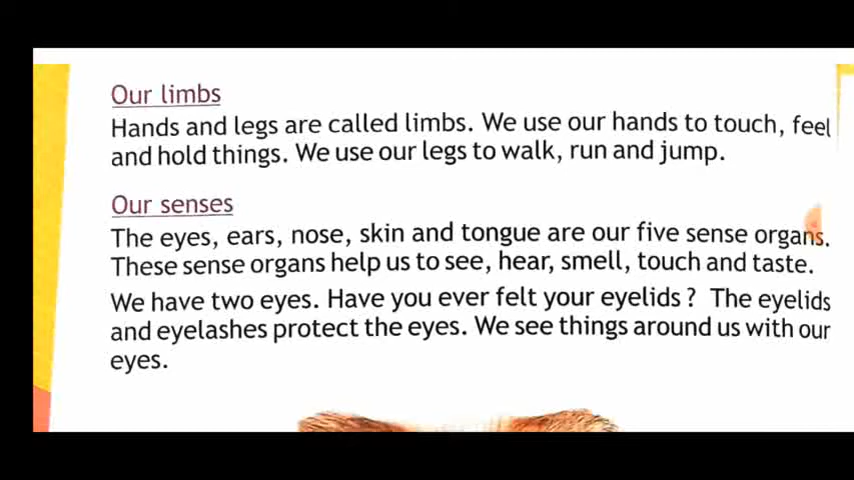 Our limbs
Hands and legs are called limbs. We use our hands to touch, feel
and hold things. We use our legs to walk, run and jump.
Our senses
The eyes, ears, nose, skin and tongue are our five sense organs.
These sense organs help us to see, hear, smell, touch and taste.
We have two eyes. Have you ever felt your eyelids ? The eyelids
and eyelashes protect the eyes. We see things around us with our
eyes.